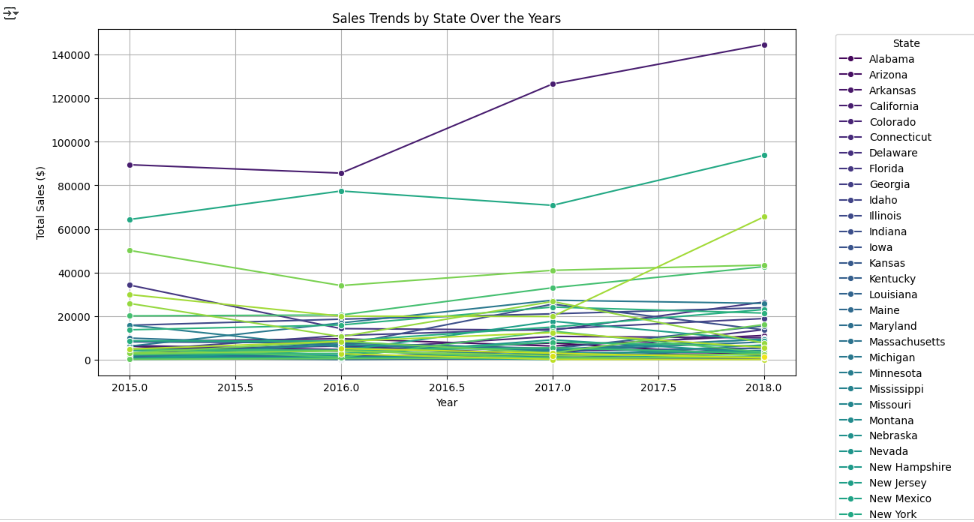 Sales Trends by State Over the Years
140000
120000
100000
80000
60000
40000
20000
0
Total Sales ($)
2015.0 2015.5 2016.0 2016.5 2017.0 2017.5 2018.0
Year
State
Alabama
Arizona
Arkansas
California
Colorado
Connecticut
Delaware
Florida
Georgia
Idaho
Illinois
Indiana
Iowa
Kansas
Kentucky
Louisiana
Maine
Maryland
Massachusetts
Michigan
Minnesota
Mississippi
Missouri
Montana
Nebraska
Nevada
New Hampshire
New Jersey
New Mexico
New York